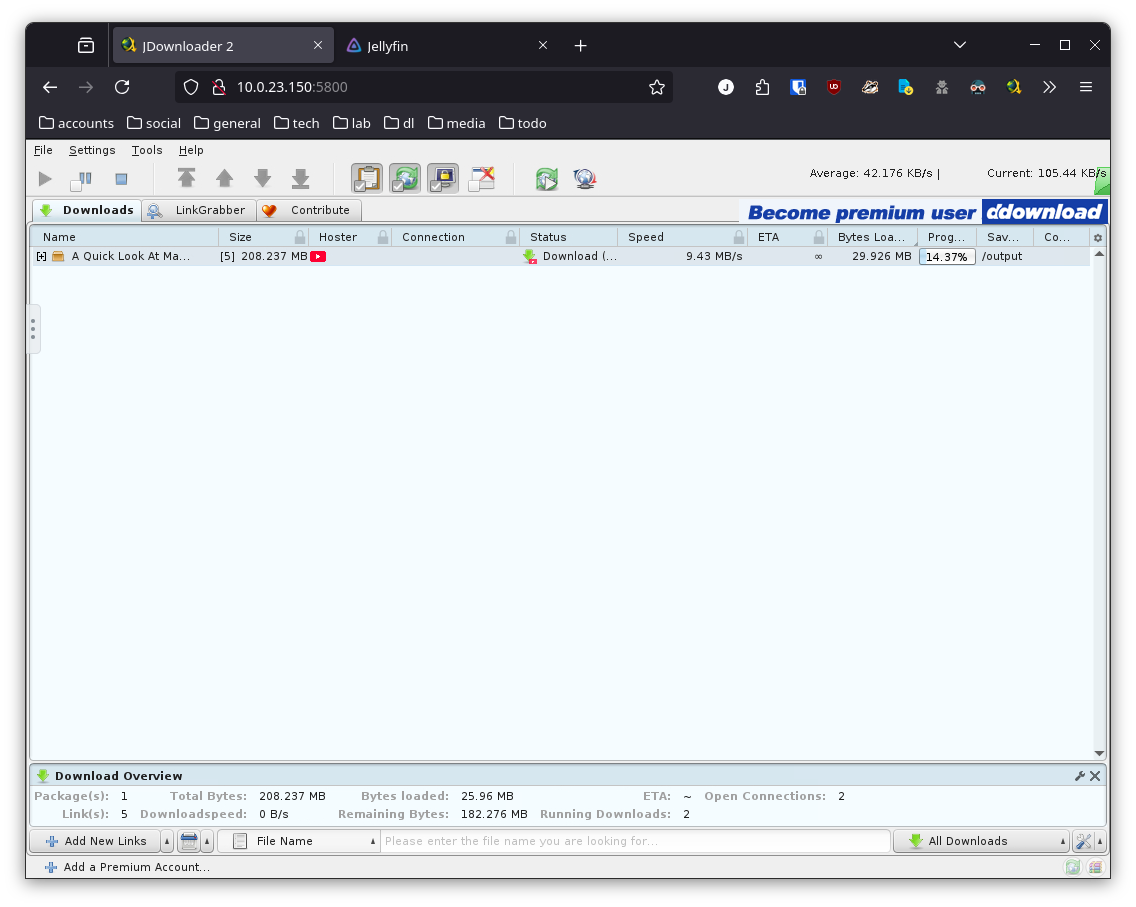 JDownloader 2
Jellyfin
10.0.23.150:5800
J
UD
accounts social general tech lab dl media todo
File Settings Tools Help
Average: 42.176 KB/s | Current: 105.44 KB/s
Downloads LinkGrabber Contribute Become premium user ddownload
Name Size Hoster Connection Status Speed ETA Bytes Loa... Prog... Sav... Co...
A Quick Look At Ma... [5] 208.237 MB Download (... 9.43 MB/s ∞ 29.926 MB 14.37% /output
Download Overview
Package(s): 1 Total Bytes: 208.237 MB Bytes loaded: 25.96 MB ETA: ~ Open Connections: 2
Link(s): 5 Downloadspeed: 0 B/s Remaining Bytes: 182.276 MB Running Downloads: 2
Add New Links File Name Please enter the file name you are looking for... All Downloads
Add a Premium Account...